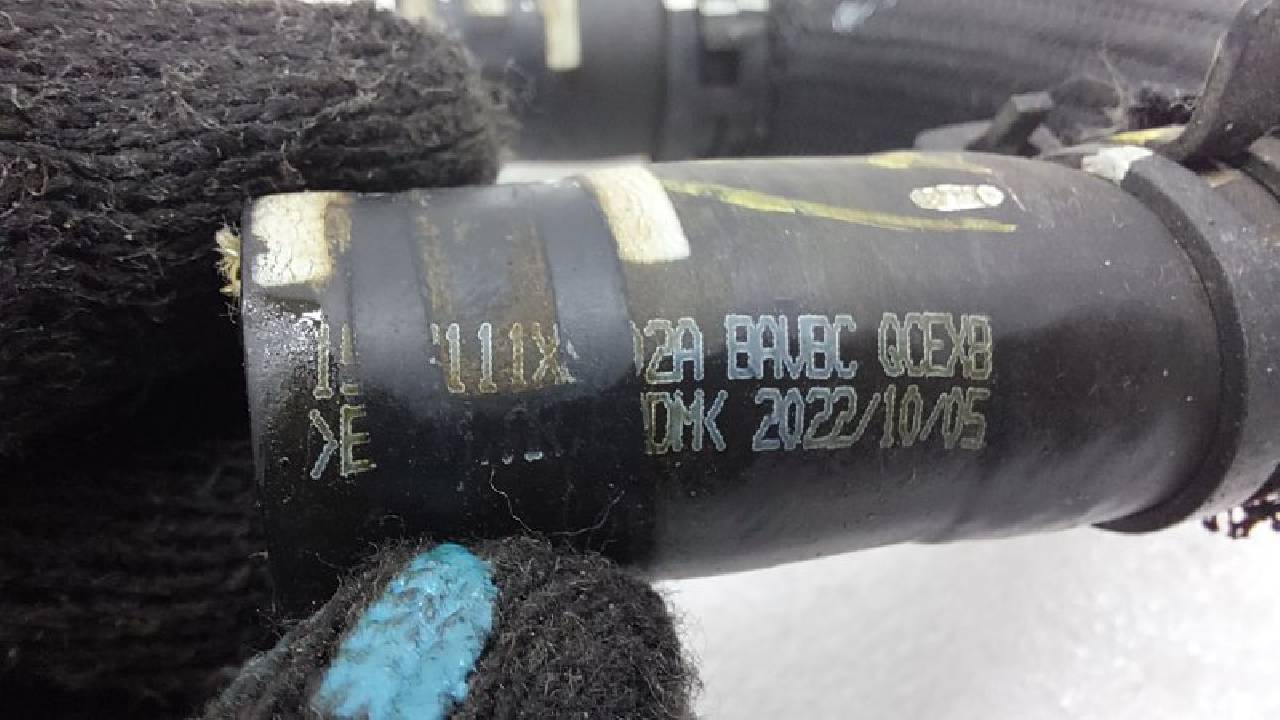 111X 02A BAVBC QCEXB
>E DMK 2022/10/05